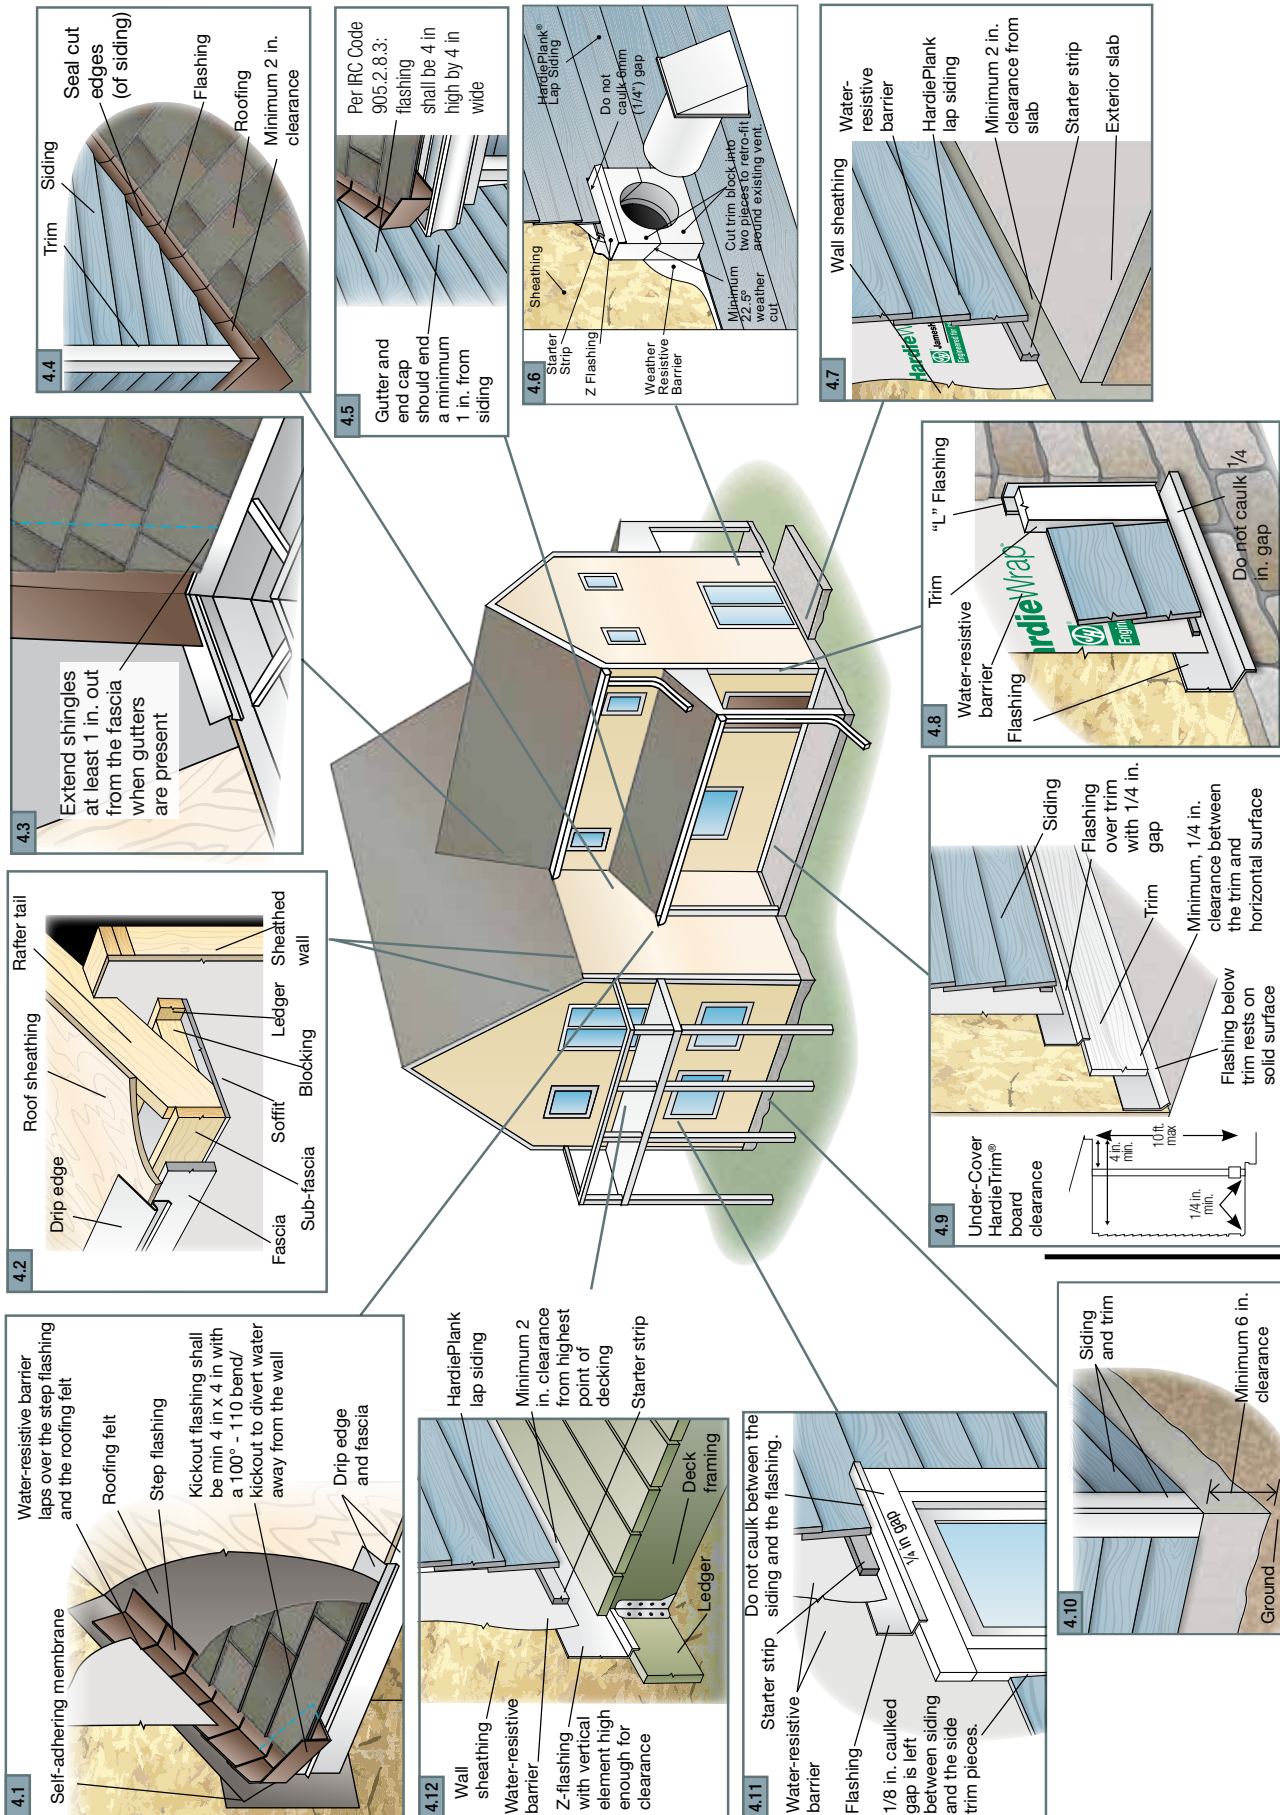 4.1
Self-adhering membrane
Water-resistive barrier
laps over the step flashing
and the roofing felt
Roofing felt
Step flashing
Kickout flashing shall
be min 4 in x 4 in with
a 100° - 110 bend/
kickout to divert water
away from the wall
Drip edge
and fascia
4.2
Drip edge
Roof sheathing
Rafter tail
Fascia
Sub-fascia
Soffit
Blocking
Ledger
Sheathed
wall
4.3
Extend shingles
at least 1 in. out
from the fascia
when gutters
are present
4.4
Trim
Siding
Seal cut
edges
(of siding)
Flashing
Roofing
Minimum 2 in.
clearance
4.5
Gutter and
end cap
should end
a minimum
1 in. from
siding
Per IRC Code
905.2.8.3:
flashing
shall be 4 in
high by 4 in
wide
4.6
Starter
Strip
Z Flashing
Weather
Resistive
Barrier
Sheathing
Minimum
22.5º
weather
cut
Cut trim block into
two pieces to retro-fit
around existing vent.
HardiePlank®
Lap Siding
Do not
caulk 6mm
(1/4") gap
4.7
Wall sheathing
Water-
resistive
barrier
HardiePlank
lap siding
Minimum 2 in.
clearance from
slab
Starter strip
Exterior slab
HardieWrap
James
Engineered for
4.8
Flashing
Water-resistive
barrier
Trim
"L" Flashing
rdieWrap®
Engin
Do not caulk 1/4
in. gap
4.9
Under-Cover
HardieTrim®
board
clearance
4 in.
min.
10 ft.
max
1/4 in.
min.
Siding
Flashing
over trim
with 1/4 in.
gap
Trim
Minimum, 1/4 in.
clearance between
the trim and
horizontal surface
Flashing below
trim rests on
solid surface
4.10
Siding
and trim
Minimum 6 in.
clearance
Ground
4.11
Water-resistive
barrier
Starter strip
Do not caulk between the
siding and the flashing.
1/4 in gap
Flashing
1/8 in. caulked
gap is left
between siding
and the side
trim pieces.
4.12
Wall
sheathing
Water-resistive
barrier
Z-flashing
with vertical
element high
enough for
clearance
HardiePlank
lap siding
Minimum 2
in. clearance
from highest
point of
decking
Starter strip
Deck
framing
Ledger